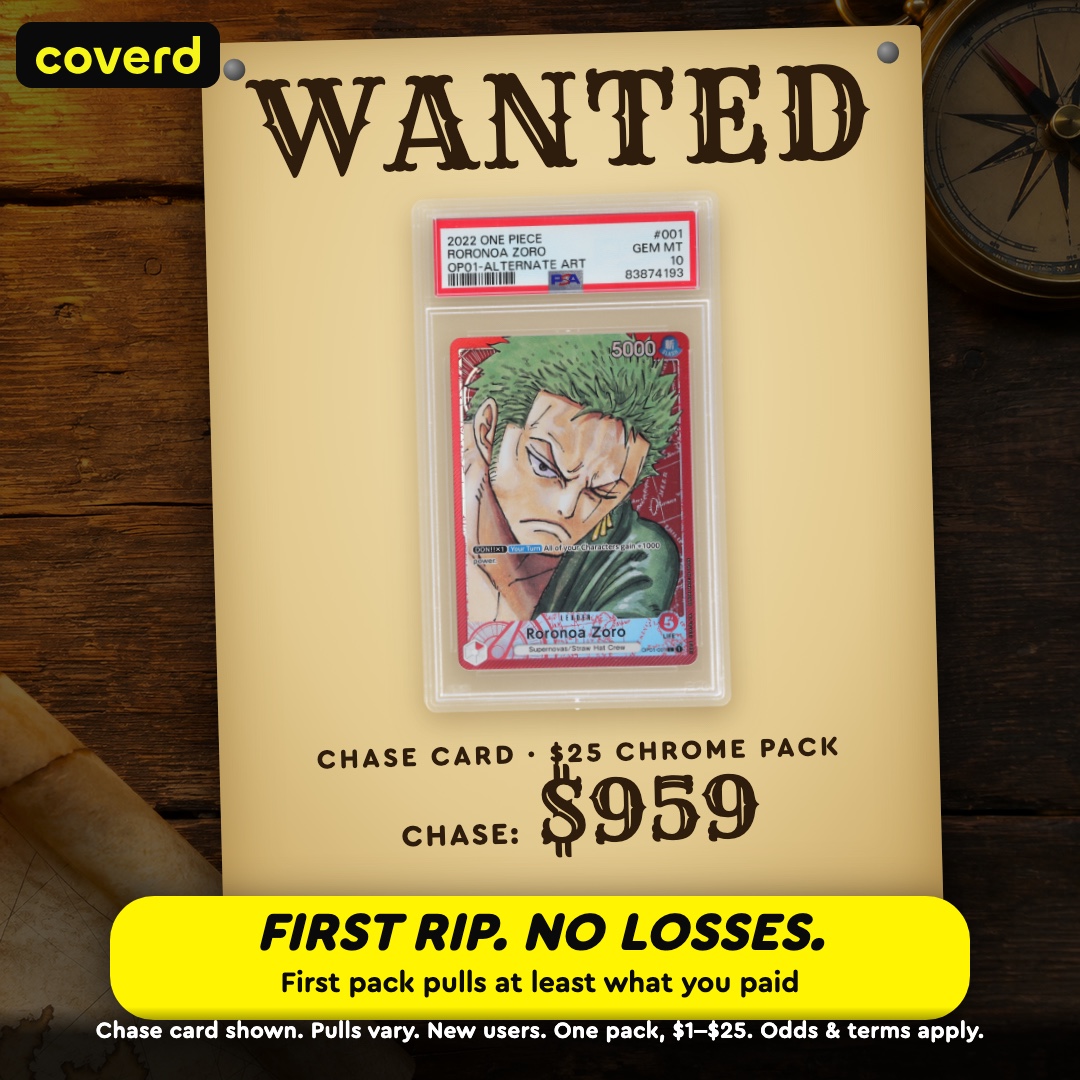 coverd
WANTED
2022 ONE PIECE #001
RORONOA ZORO GEM MT
OP01-ALTERNATE ART 10
PSA 83874193
5000
DON!!×1 Your Turn All of your Characters gain +1000
power.
LEADER
Roronoa Zoro 5
LIFE
Supernovas/Straw Hat Crew
CHASE CARD · $25 CHROME PACK
CHASE: $959
FIRST RIP. NO LOSSES.
First pack pulls at least what you paid
Chase card shown. Pulls vary. New users. One pack, $1–$25. Odds & terms apply.